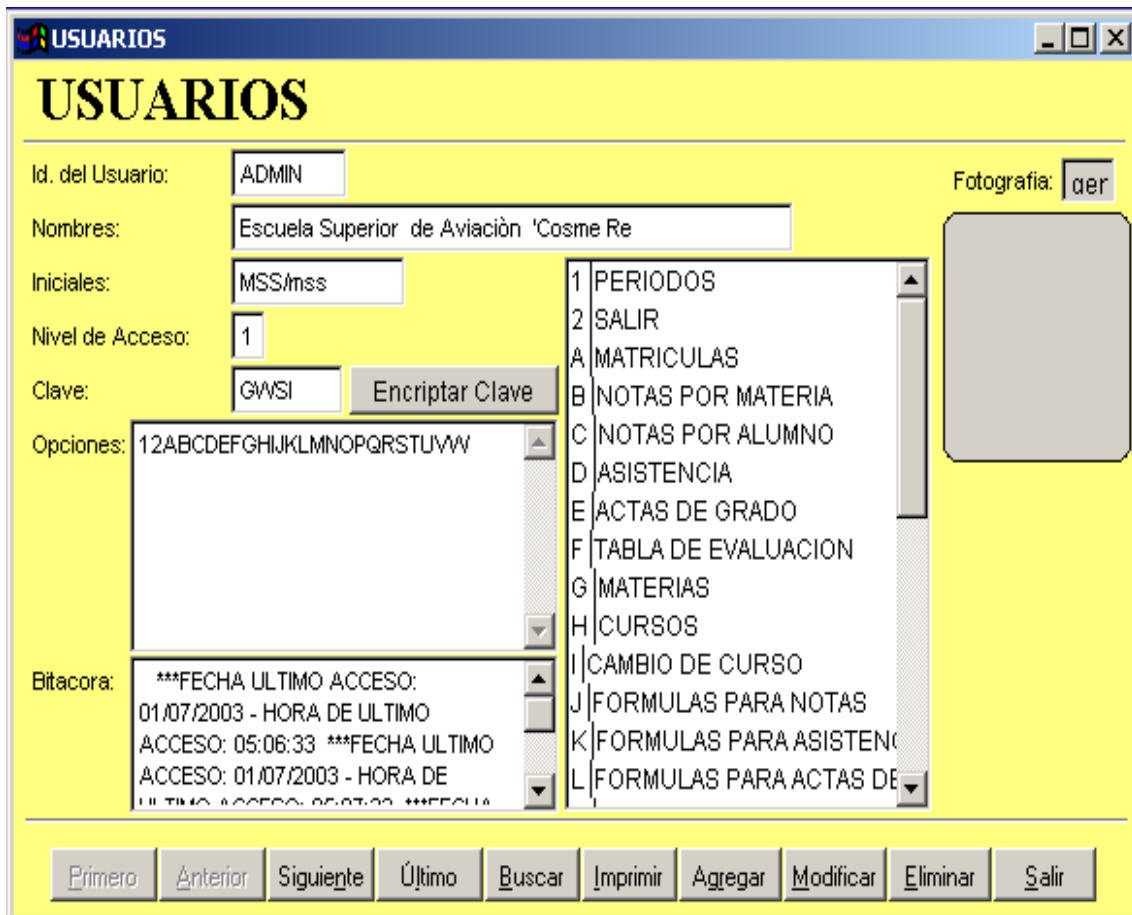 USUARIOS
USUARIOS
Id. del Usuario: ADMIN
Fotografia: ger
Nombres: Escuela Superior de Aviaciòn 'Cosme Re
Iniciales: MSS/mss
Nivel de Acceso: 1
Clave: GWSI Encriptar Clave
Opciones: 12ABCDEFGHIJKLMNOPQRSTUVW
1 PERIODOS
2 SALIR
A MATRICULAS
B NOTAS POR MATERIA
C NOTAS POR ALUMNO
D ASISTENCIA
E ACTAS DE GRADO
F TABLA DE EVALUACION
G MATERIAS
H CURSOS
I CAMBIO DE CURSO
J FORMULAS PARA NOTAS
K FORMULAS PARA ASISTEN
L FORMULAS PARA ACTAS DE
Bitacora: ***FECHA ULTIMO ACCESO:
01/07/2003 - HORA DE ULTIMO
ACCESO: 05:06:33 ***FECHA ULTIMO
ACCESO: 01/07/2003 - HORA DE
Primero Anterior Siguiente Último Buscar Imprimir Agregar Modificar Eliminar Salir